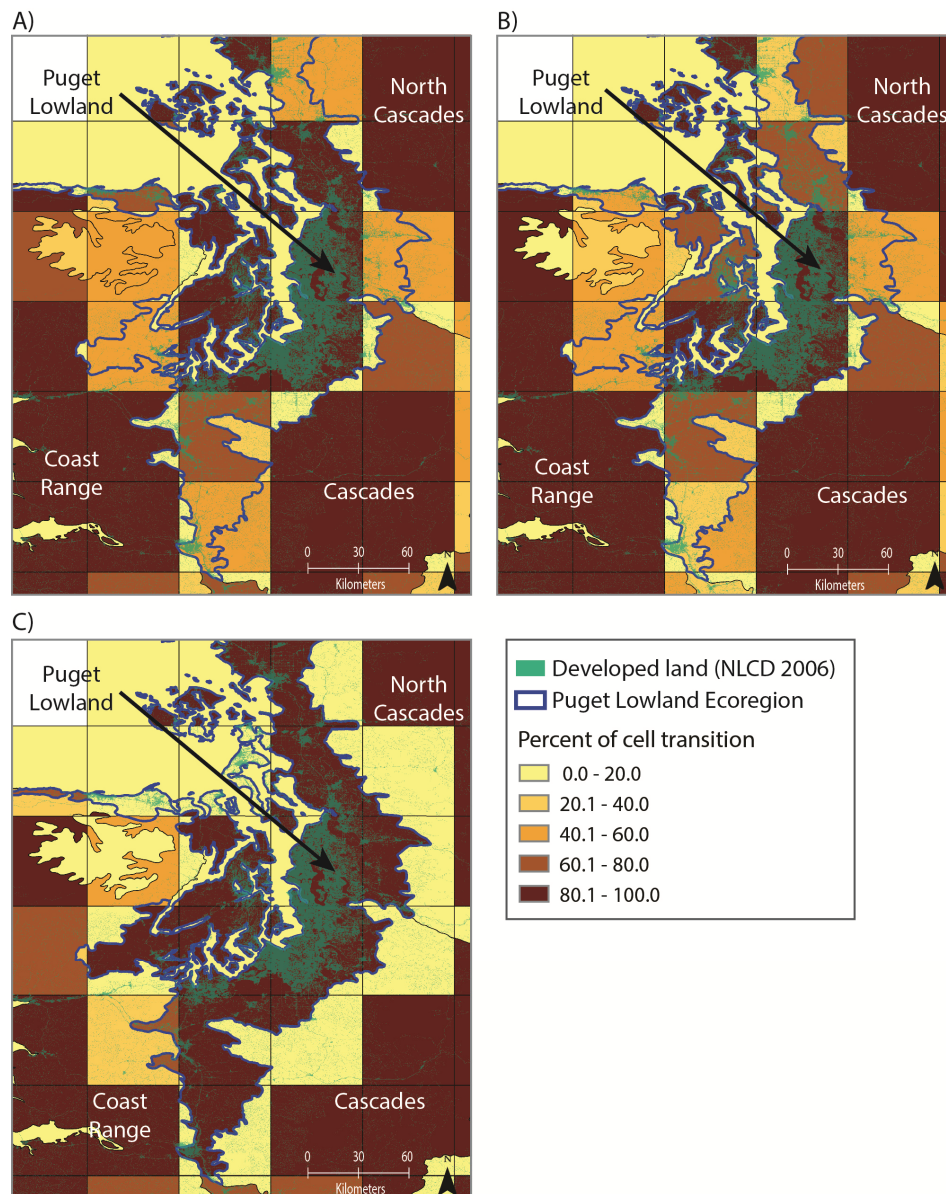 A)
Puget
Lowland
North
Cascades
Coast
Range
Cascades
0 30 60
Kilometers
N
B)
Puget
Lowland
North
Cascades
Coast
Range
Cascades
0 30 60
Kilometers
N
C)
Puget
Lowland
North
Cascades
Coast
Range
Cascades
0 30 60
Kilometers
N
Developed land (NLCD 2006)
Puget Lowland Ecoregion
Percent of cell transition
0.0 - 20.0
20.1 - 40.0
40.1 - 60.0
60.1 - 80.0
80.1 - 100.0